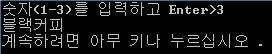 숫자(1-3)를 입력하고 Enter>3
블랙커피
계속하려면 아무 키나 누르십시오 .